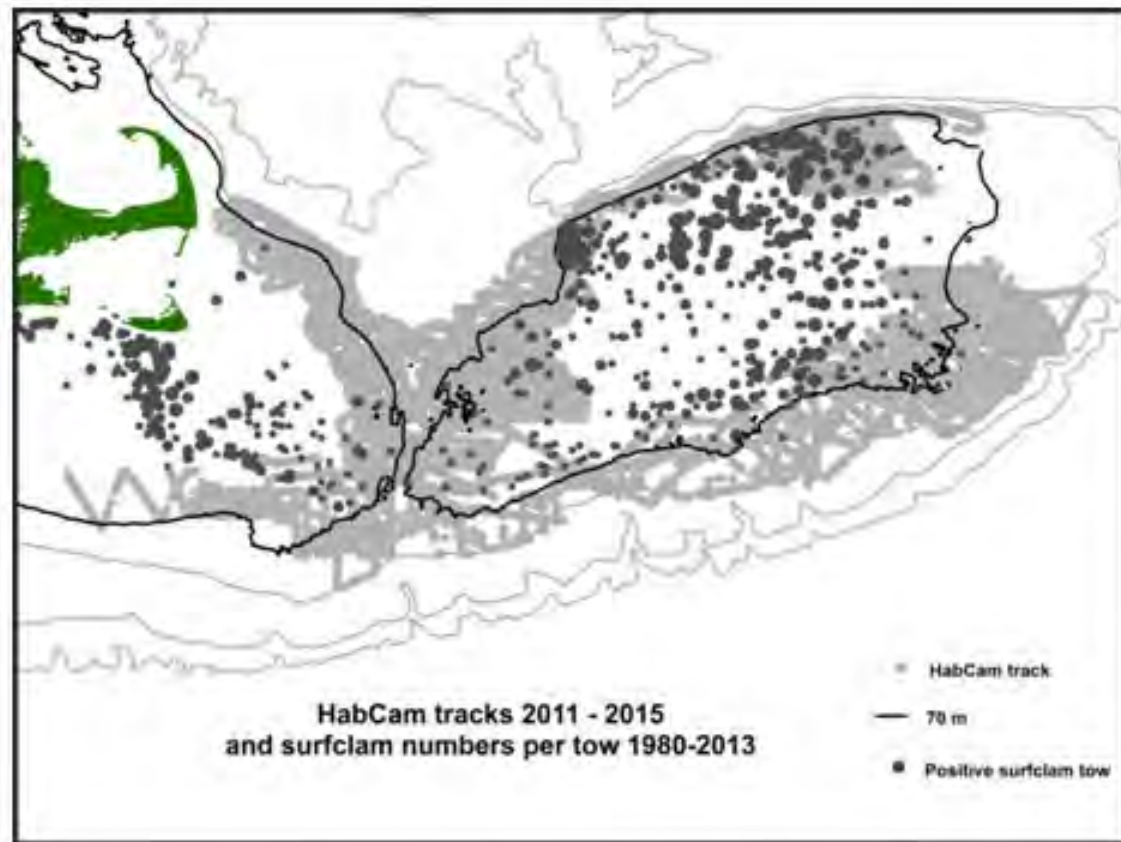 HabCam tracks 2011 - 2015
and surfclam numbers per tow 1980-2013
HabCam track
70 m
Positive surfclam tow